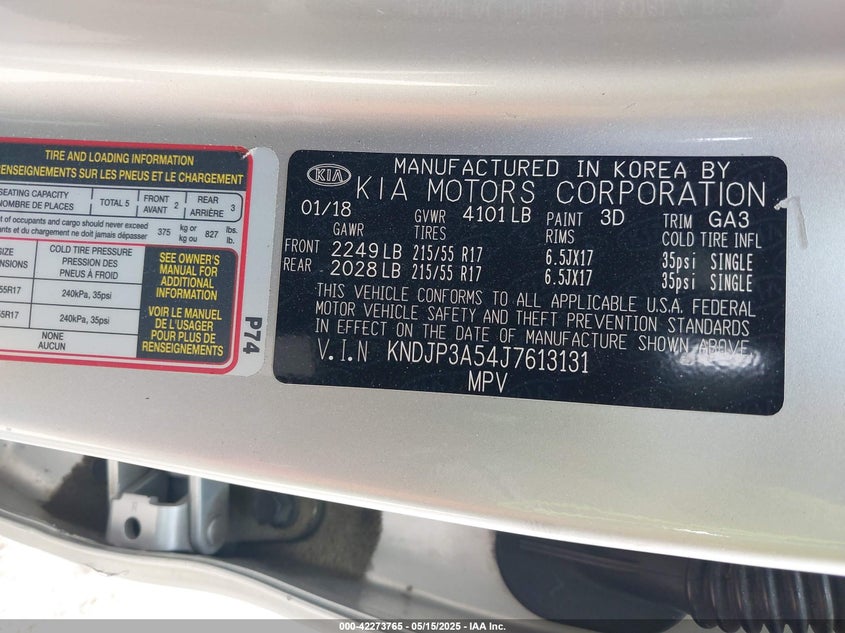 TIRE AND LOADING INFORMATION
RENSEIGNEMENTS SUR LES PNEUS ET LE CHARGEMENT
SEATING CAPACITY
NOMBRE DE PLACES
TOTAL 5
FRONT
AVANT 2
REAR
ARRIÈRE 3
of occupants and cargo should never exceed
et du chargement ne doit jamais dépasser
375 kg or kg ou 827 lbs. lb.
SIZE
COLD TIRE PRESSURE
PRESSION DES
PNEUS À FROID
55R17 240kPa, 35psi
55R17 240kPa, 35psi
NONE
AUCUN
SEE OWNER'S
MANUAL FOR
ADDITIONAL
INFORMATION
VOIR LE MANUEL
DE L'USAGER
POUR PLUS DE
RENSEIGNEMENTS
P74
KIA
MANUFACTURED IN KOREA BY
KIA MOTORS CORPORATION
01/18 GVWR 4101 LB PAINT 3D TRIM GA3
GAWR TIRES RIMS COLD TIRE INFL
FRONT 2249 LB 215/55 R17 6.5JX17 35psi SINGLE
REAR 2028 LB 215/55 R17 6.5JX17 35psi SINGLE
THIS VEHICLE CONFORMS TO ALL APPLICABLE U.S.A. FEDERAL
MOTOR VEHICLE SAFETY AND THEFT PREVENTION STANDARDS
IN EFFECT ON THE DATE OF MANUFACTURE SHOWN ABOVE.
V.I.N KNDJP3A54J7613131
MPV
000-42273765 - 05/15/2025 - IAA Inc.